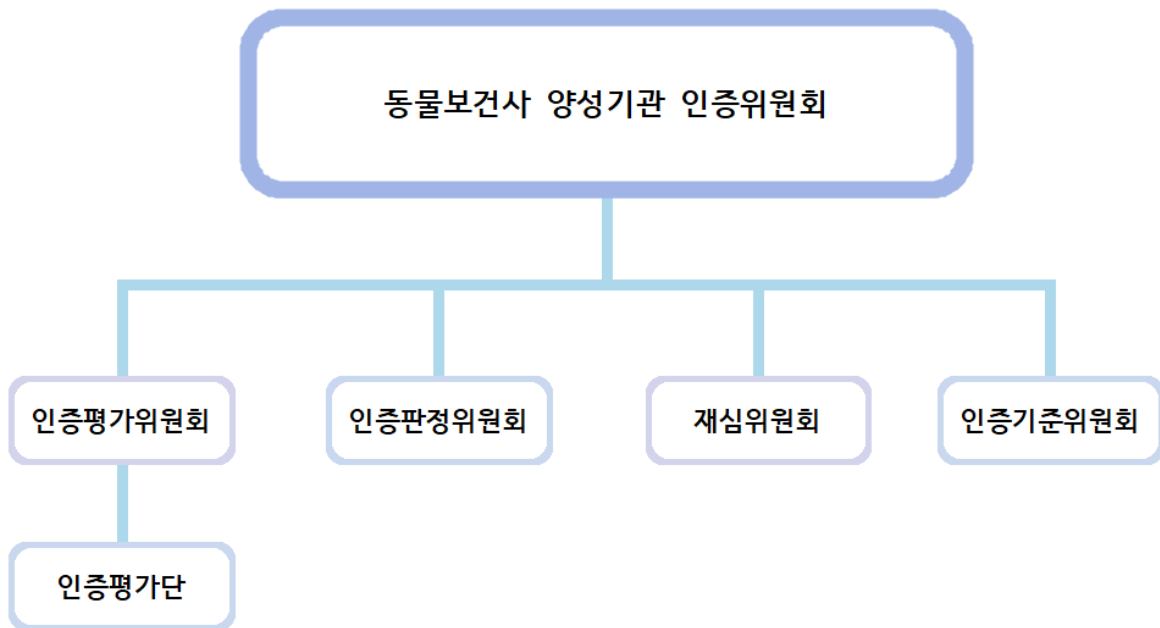 동물보건사 양성기관 인증위원회
인증평가위원회
인증판정위원회
재심위원회
인증기준위원회
인증평가단